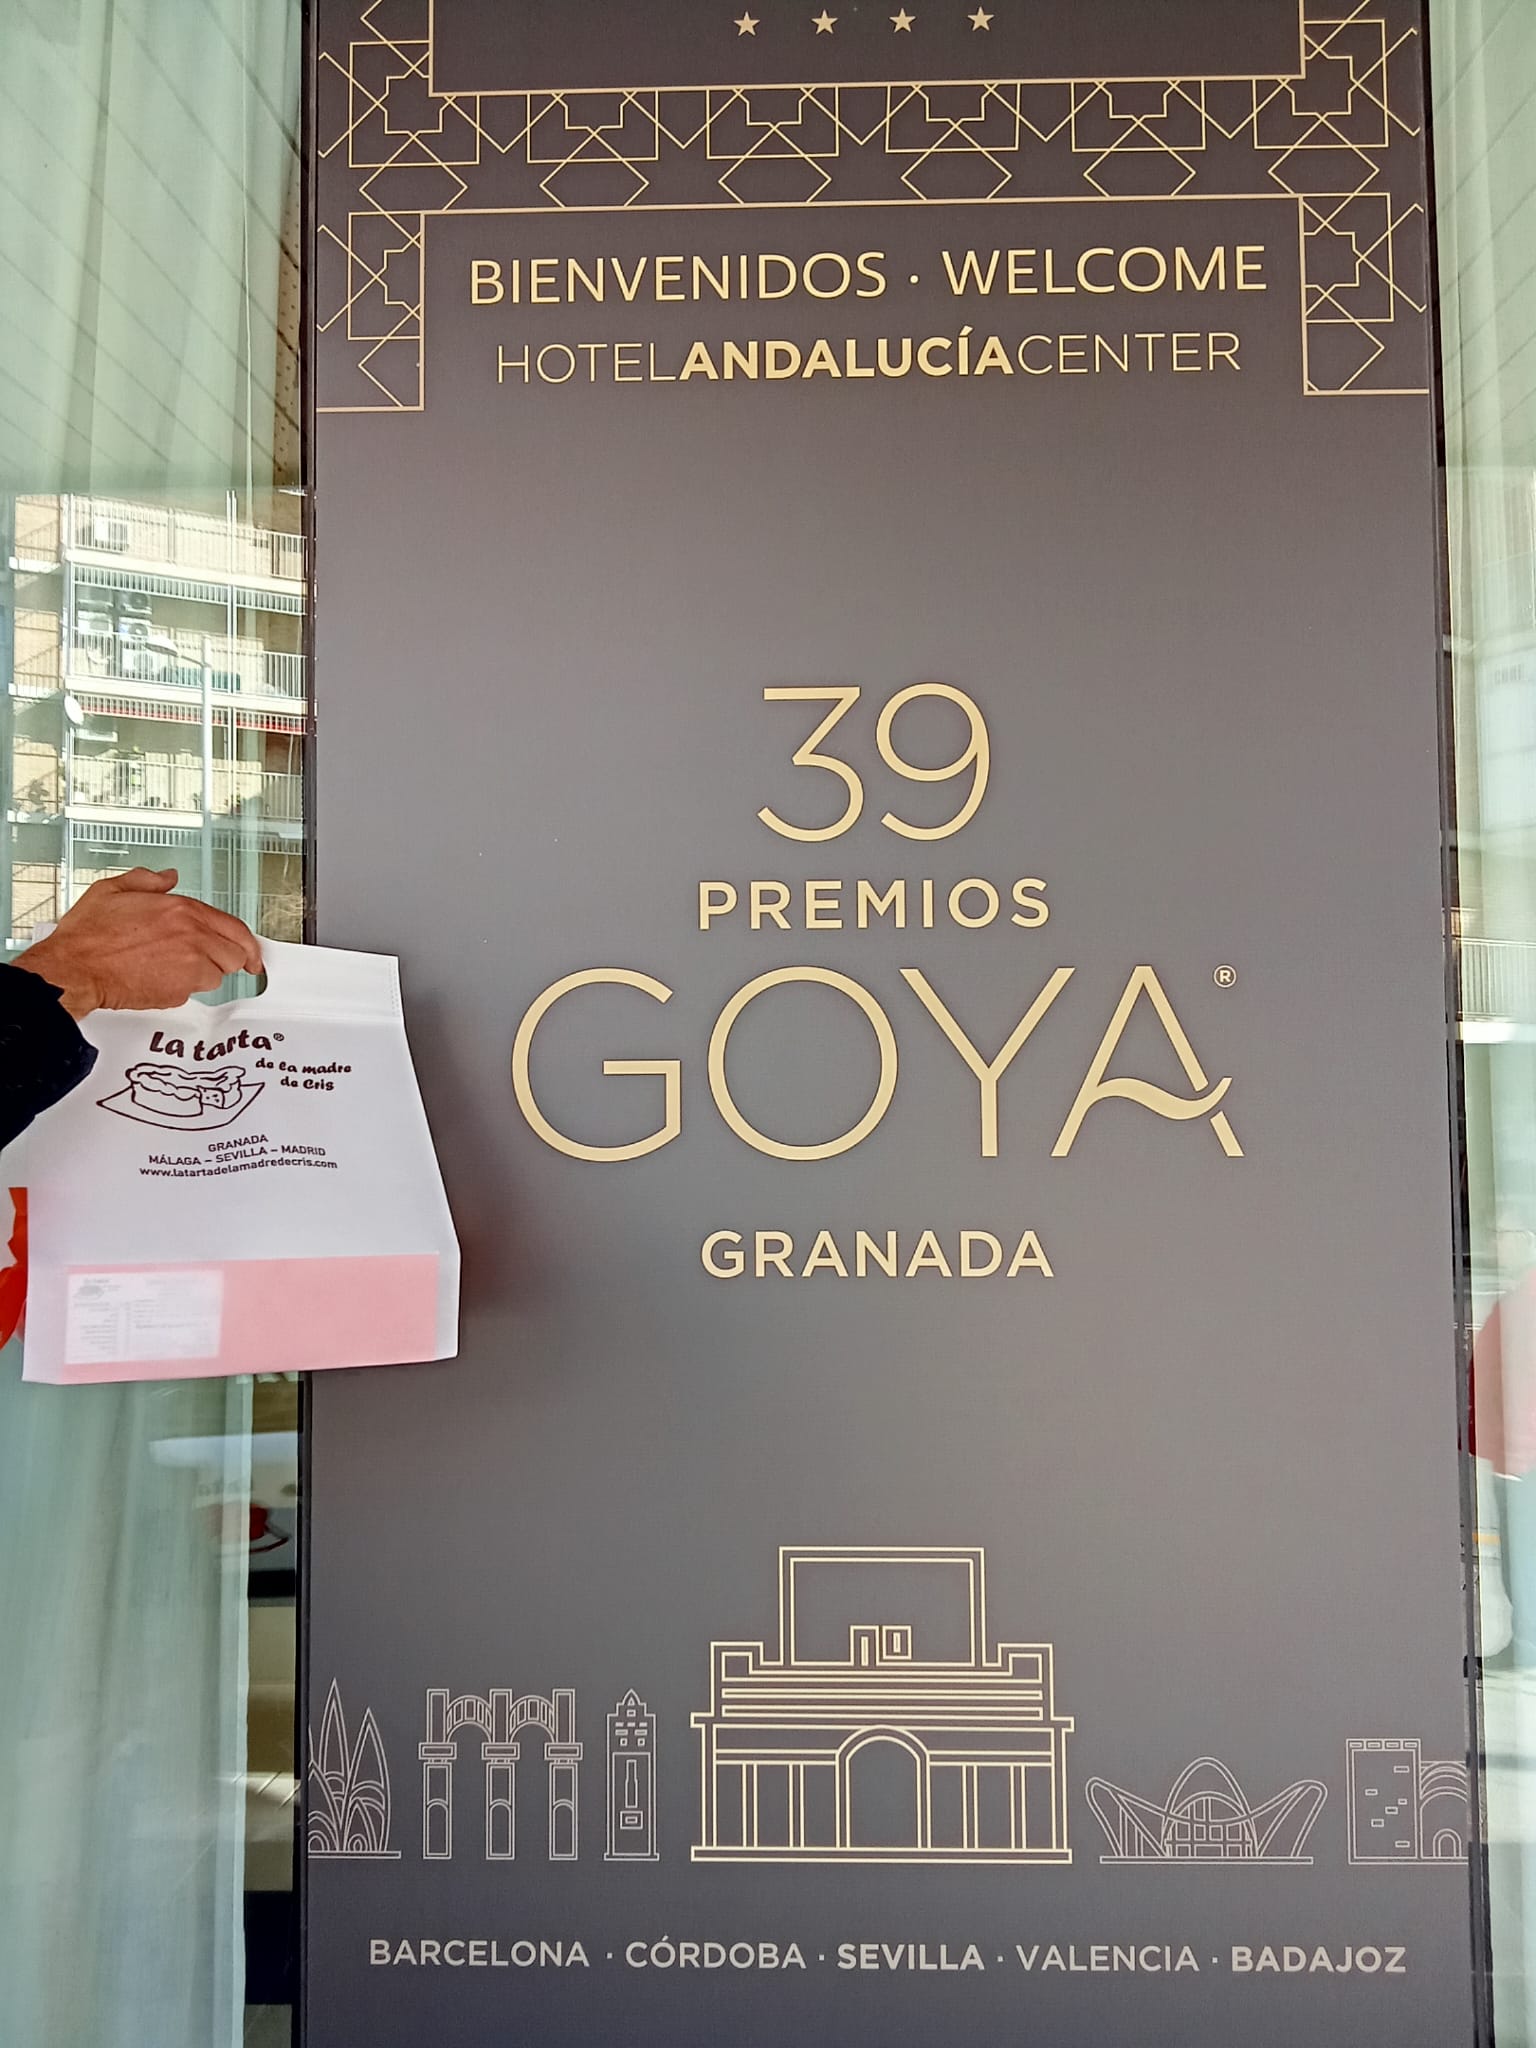 BIENVENIDOS · WELCOME
HOTELANDALUCÍACENTER
39
PREMIOS
GOYA®
GRANADA
La tarta®
de la madre
de Cris
GRANADA
MÁLAGA – SEVILLA – MADRID
www.latartadelamadredecris.com
BARCELONA · CÓRDOBA · SEVILLA · VALENCIA · BADAJOZ